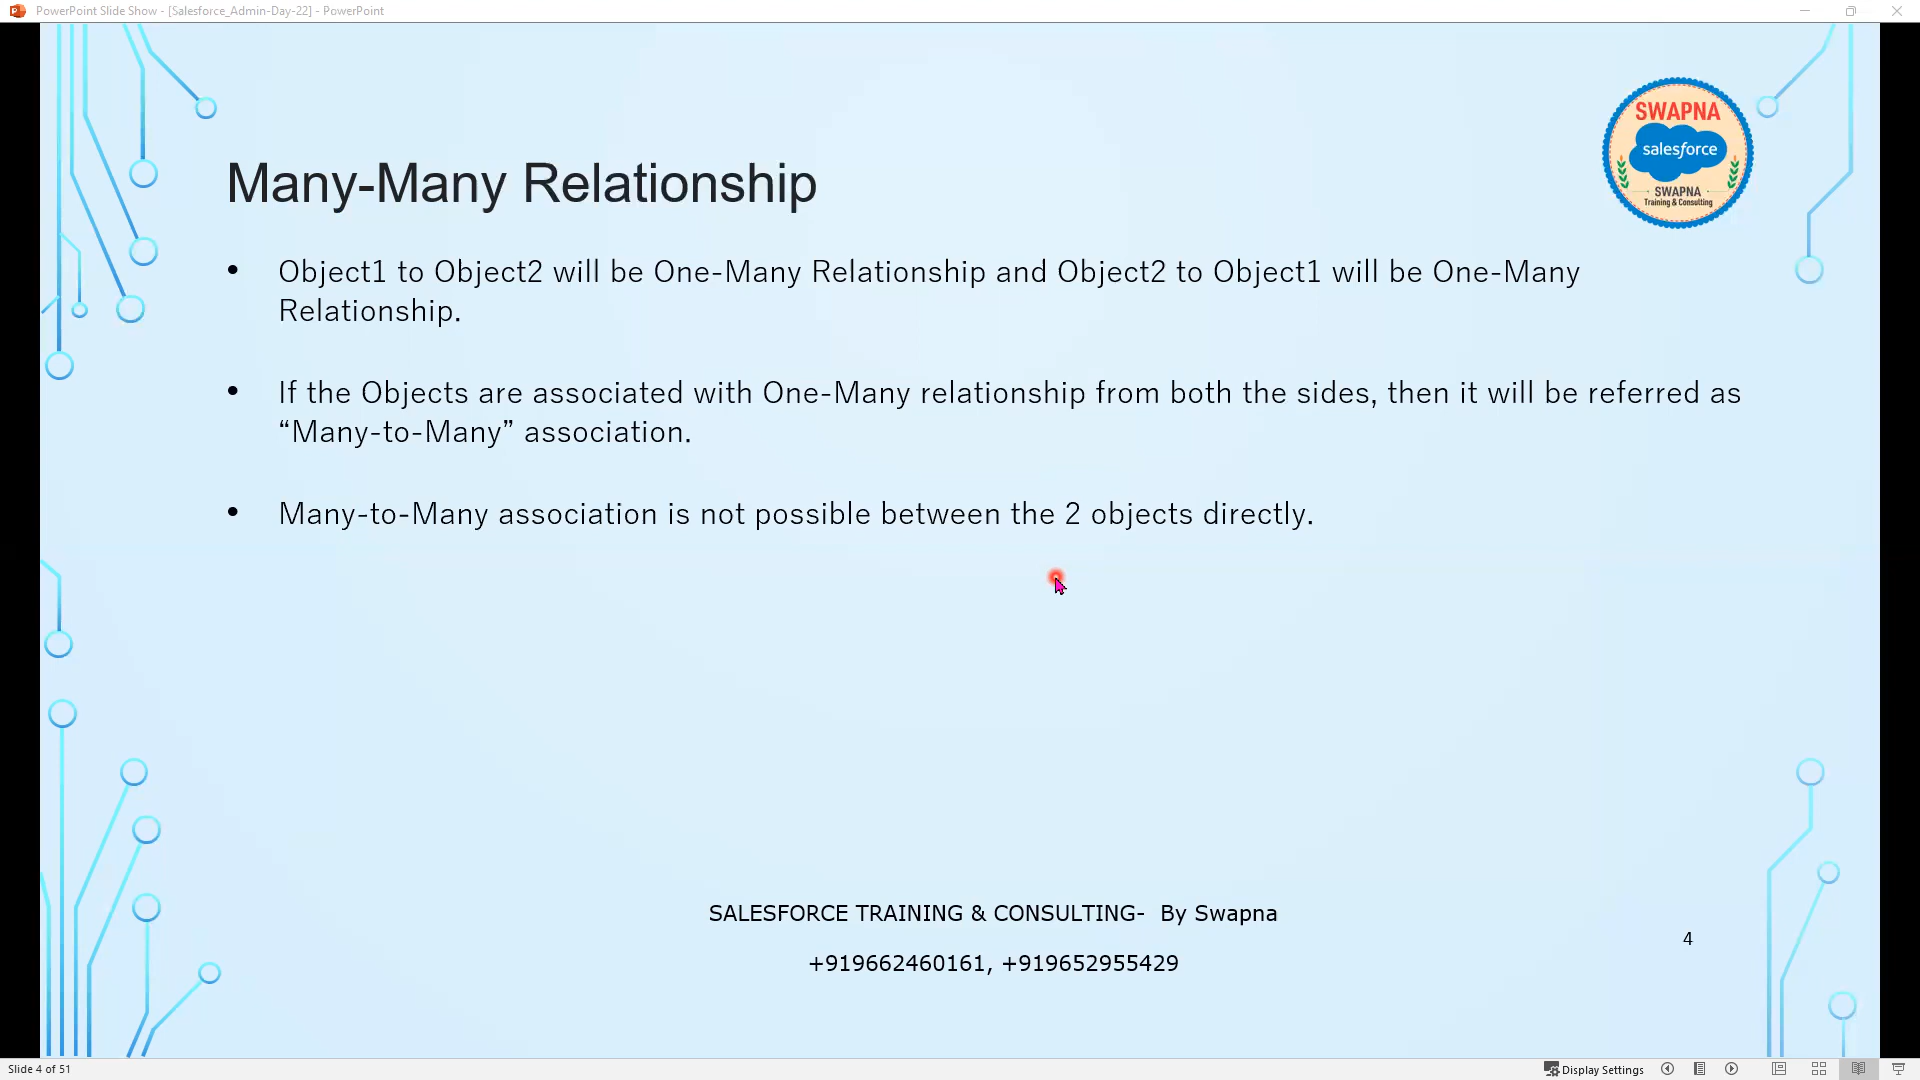 PowerPoint Slide Show - [Salesforce_Admin-Day-22] - PowerPoint
SWAPNA
salesforce
SWAPNA
Training & Consulting
Many-Many Relationship
• Object1 to Object2 will be One-Many Relationship and Object2 to Object1 will be One-Many
Relationship.
• If the Objects are associated with One-Many relationship from both the sides, then it will be referred as
“Many-to-Many” association.
• Many-to-Many association is not possible between the 2 objects directly.
SALESFORCE TRAINING & CONSULTING- By Swapna
4
+919662460161, +919652955429
Slide 4 of 51
Display Settings